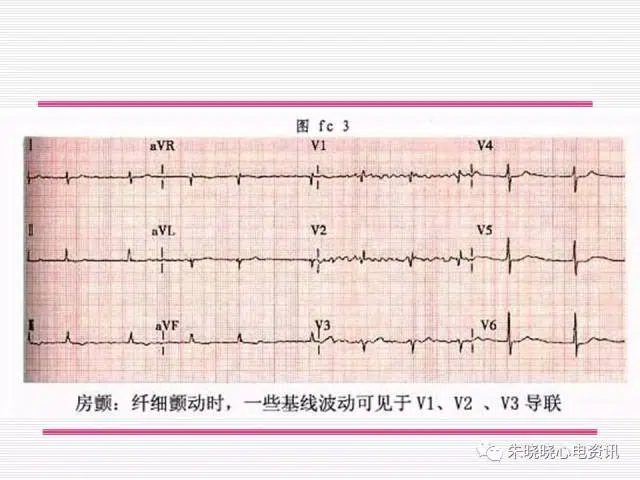 图 fc 3
I aVR V1 V4
II aVL V2 V5
III aVF V3 V6
房颤：纤细颤动时，一些基线波动可见于 V1、V2 、V3 导联
朱晓晓心电资讯